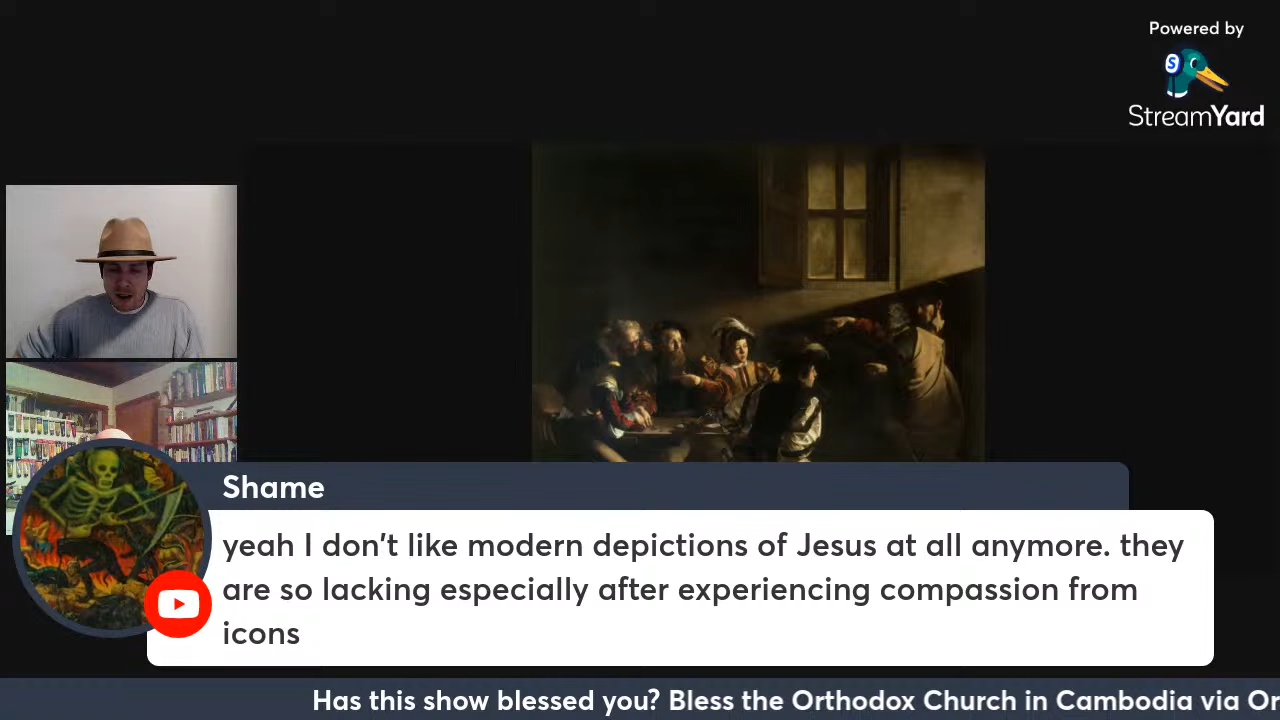 Powered by
StreamYard
Shame
yeah I don't like modern depictions of Jesus at all anymore. they
are so lacking especially after experiencing compassion from
icons
Has this show blessed you? Bless the Orthodox Church in Cambodia via